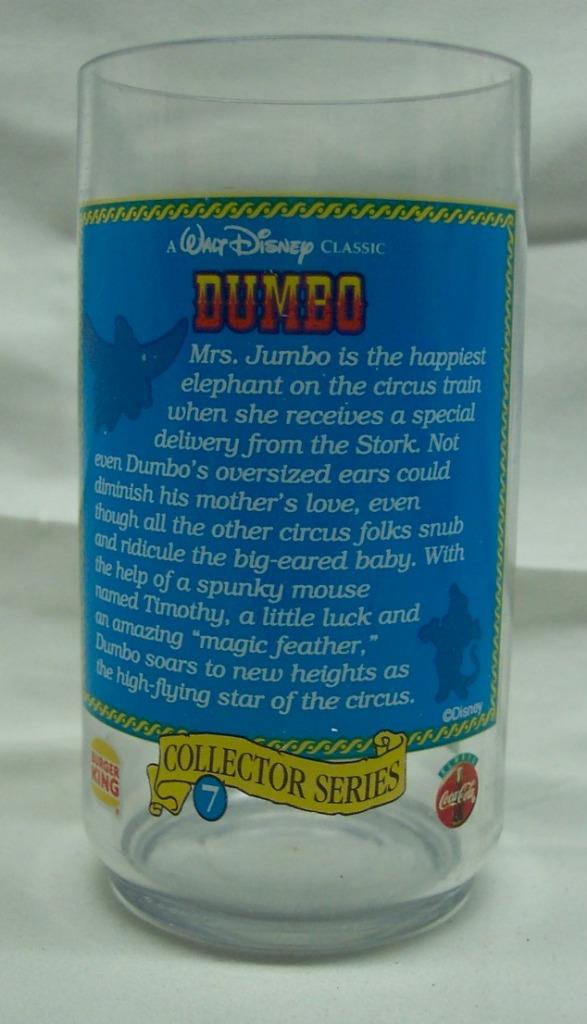 A Walt Disney Classic
DUMBO
Mrs. Jumbo is the happiest
elephant on the circus train
when she receives a special
delivery from the Stork. Not
even Dumbo's oversized ears could
diminish his mother's love, even
though all the other circus folks snub
and ridicule the big-eared baby. With
the help of a spunky mouse
named Timothy, a little luck and
an amazing "magic feather,"
Dumbo soars to new heights as
the high-flying star of the circus.
©Disney
COLLECTOR SERIES
7
BURGER
KING
Coca-Cola